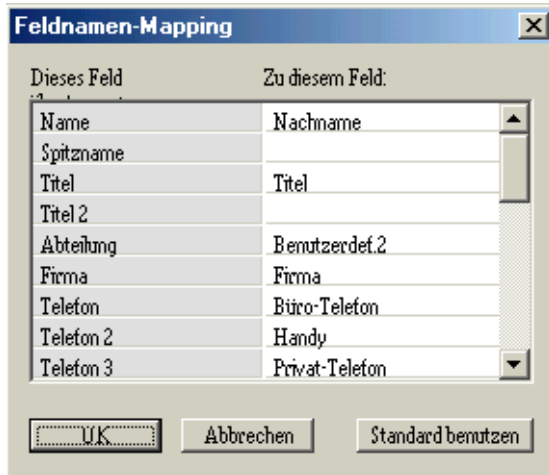 Feldnamen-Mapping
Dieses Feld Zu diesem Feld:
Name Nachname
Spitzname
Titel Titel
Titel 2
Abteilung Benutzerdef.2
Firma Firma
Telefon Büro-Telefon
Telefon 2 Handy
Telefon 3 Privat-Telefon
OK Abbrechen Standard benutzen